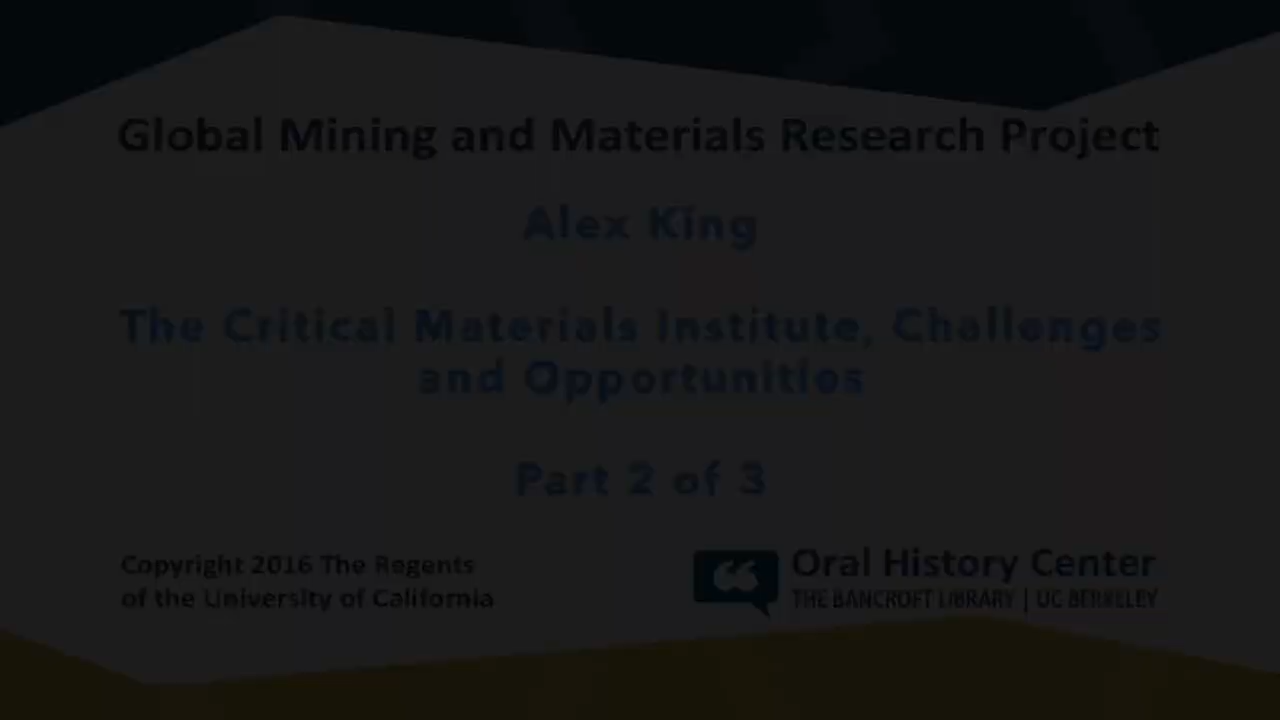 Global Mining and Materials Research Project
Alex King
The Critical Materials Institute, Challenges
and Opportunities
Part 2 of 3
Copyright 2016 The Regents
of the University of California
Oral History Center
THE BANCROFT LIBRARY | UC BERKELEY